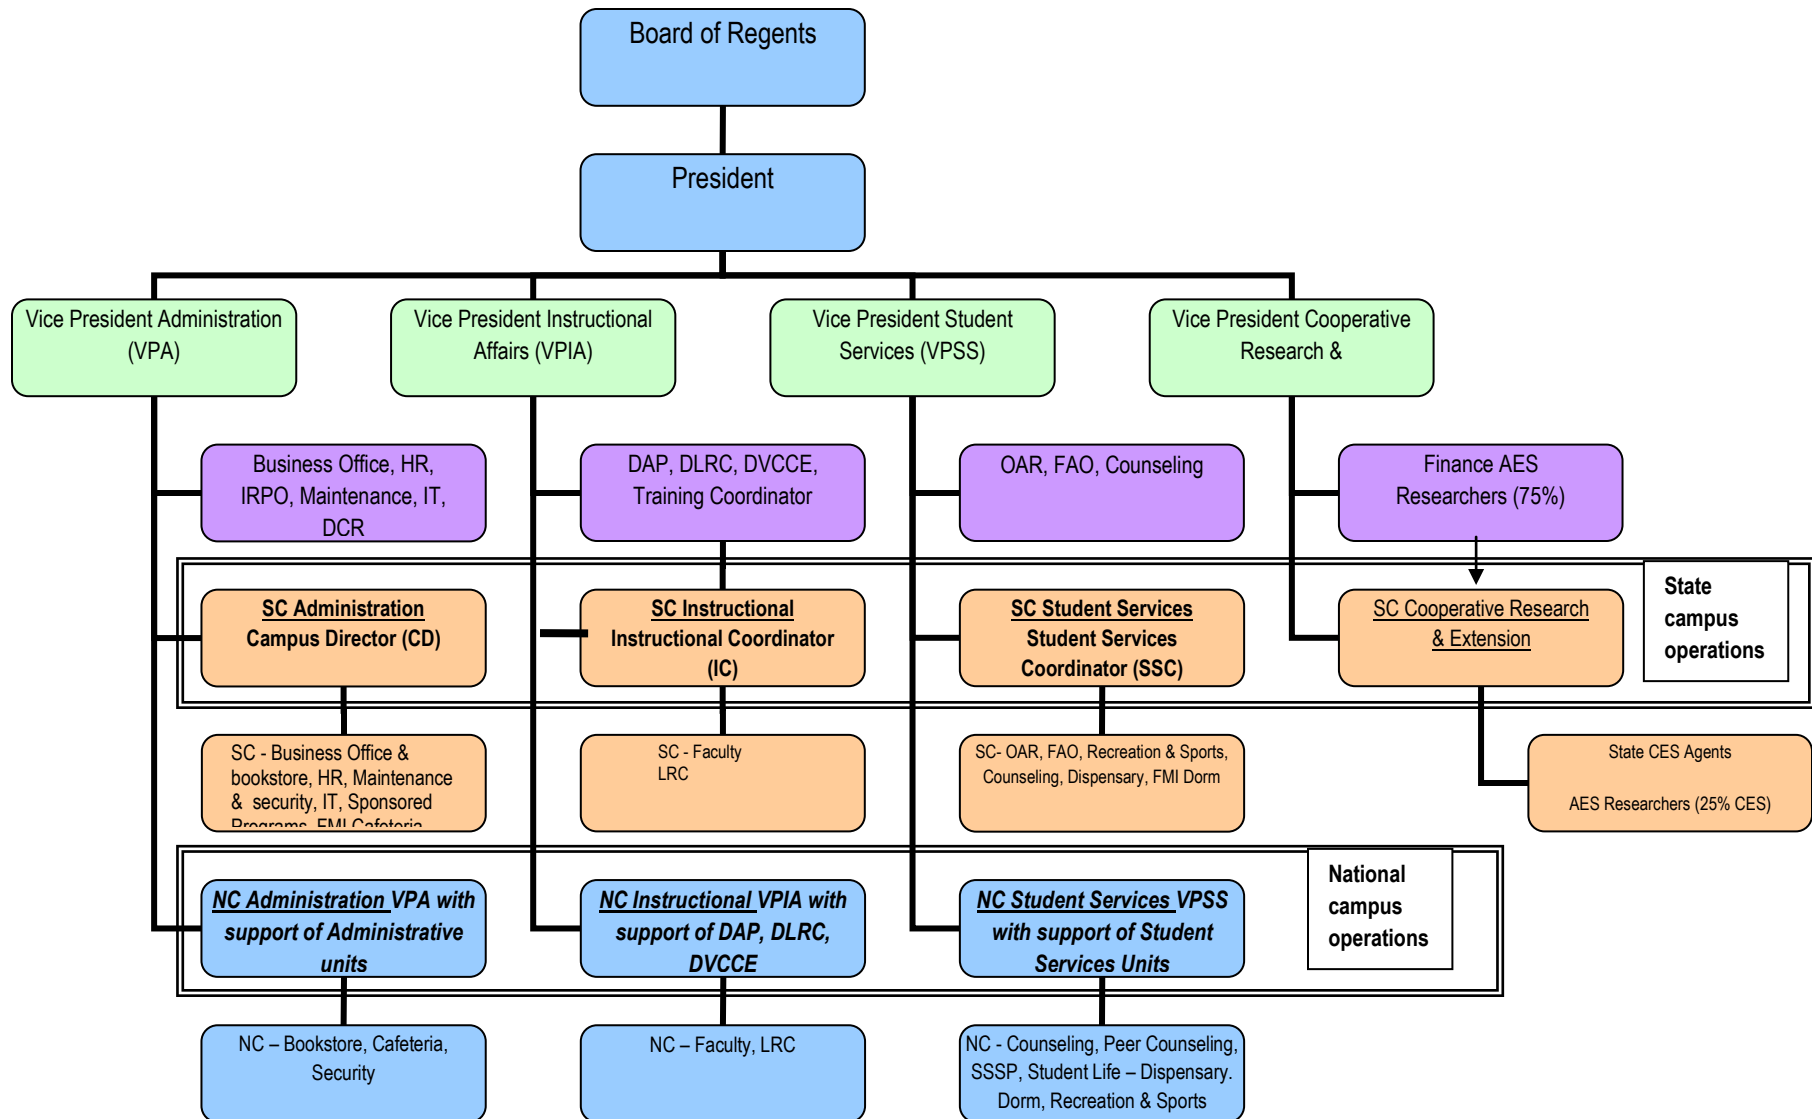 Board of Regents
President
Vice President Administration
(VPA)
Vice President Instructional
Affairs (VPIA)
Vice President Student
Services (VPSS)
Vice President Cooperative
Research &
Business Office, HR,
IRPO, Maintenance, IT,
DCR
DAP, DLRC, DVCCE,
Training Coordinator
OAR, FAO, Counseling
Finance AES
Researchers (75%)
SC Administration
Campus Director (CD)
SC Instructional
Instructional Coordinator
(IC)
SC Student Services
Student Services
Coordinator (SSC)
SC Cooperative Research
& Extension
State
campus
operations
SC - Business Office &
bookstore, HR, Maintenance
& security, IT, Sponsored
Programs, FMI Cafeteria
SC - Faculty
LRC
SC- OAR, FAO, Recreation & Sports,
Counseling, Dispensary, FMI Dorm
State CES Agents
AES Researchers (25% CES)
NC Administration VPA with
support of Administrative
units
NC Instructional VPIA with
support of DAP, DLRC,
DVCCE
NC Student Services VPSS
with support of Student
Services Units
National
campus
operations
NC – Bookstore, Cafeteria,
Security
NC – Faculty, LRC
NC - Counseling, Peer Counseling,
SSSP, Student Life – Dispensary.
Dorm, Recreation & Sports